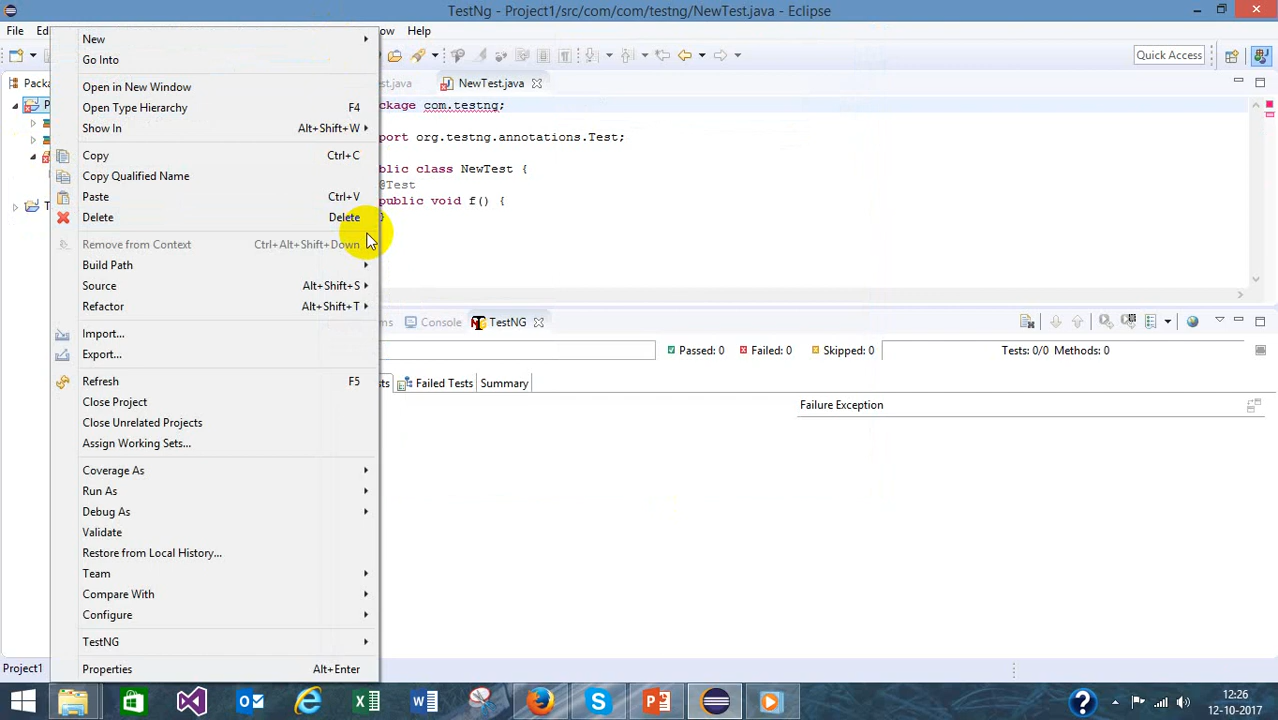 TestNg - Project1/src/com/com/testng/NewTest.java - Eclipse
File Ed ow Help
Quick Access
Packa t.java NewTest.java
P
T
New
Go Into
Open in New Window
Open Type Hierarchy F4
Show In Alt+Shift+W
Copy Ctrl+C
Copy Qualified Name
Paste Ctrl+V
Delete Delete
Remove from Context Ctrl+Alt+Shift+Down
Build Path
Source Alt+Shift+S
Refactor Alt+Shift+T
Import...
Export...
Refresh F5
Close Project
Close Unrelated Projects
Assign Working Sets...
Coverage As
Run As
Debug As
Validate
Restore from Local History...
Team
Compare With
Configure
TestNG
Properties Alt+Enter
ckage com.testng;
port org.testng.annotations.Test;
blic class NewTest {
@Test
public void f() {
}
ms Console TestNG
Passed: 0 Failed: 0 Skipped: 0 Tests: 0/0 Methods: 0
sts Failed Tests Summary
Failure Exception
Project1
12:26
12-10-2017